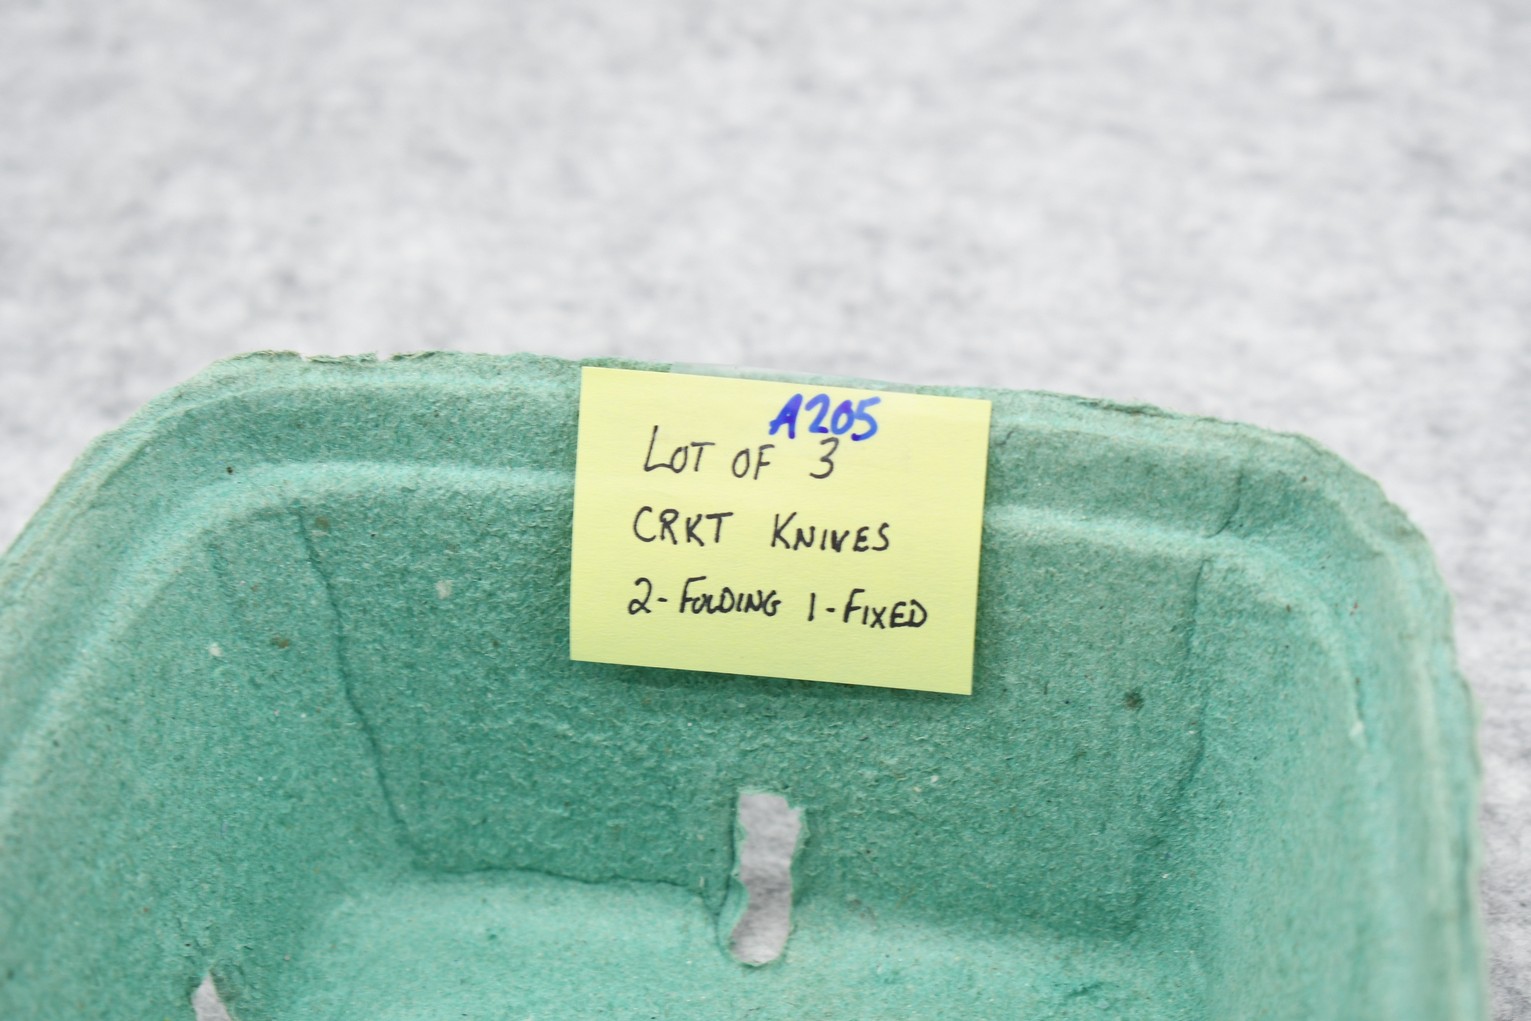 A205
LOT OF 3
CRKT KNIVES
2-FOLDING 1-FIXED